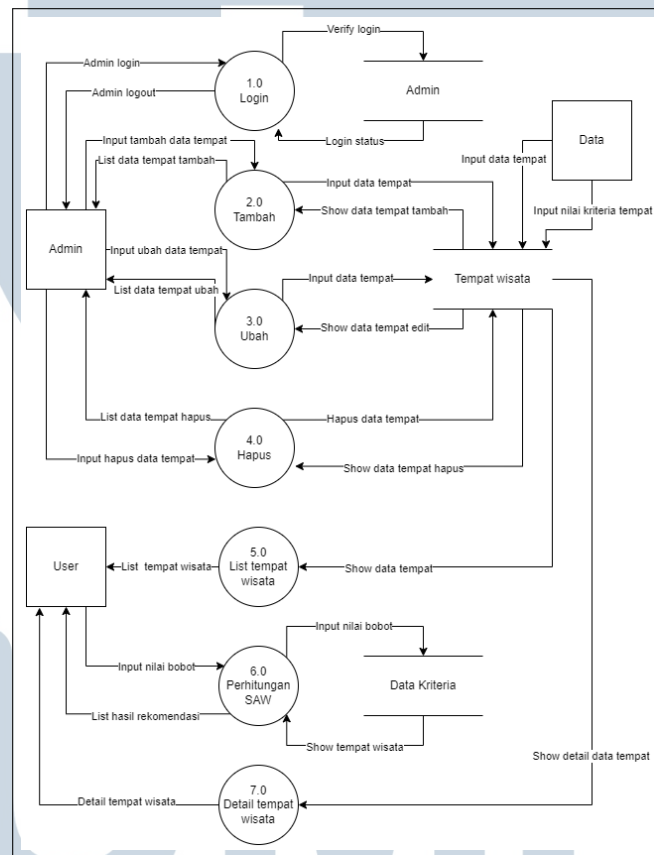 Verify login
Admin login
1.0
Login
Admin
Admin logout
Login status
Data
Input tambah data tempat
List data tempat tambah
Input data tempat
Input data tempat
2.0
Tambah
Show data tempat tambah
Input nilai kriteria tempat
Admin
Input ubah data tempat
Input data tempat
Tempat wisata
List data tempat ubah
3.0
Ubah
Show data tempat edit
List data tempat hapus
4.0
Hapus
Hapus data tempat
Input hapus data tempat
Show data tempat hapus
User
List tempat wisata
5.0
List tempat
wisata
Show data tempat
Input nilai bobot
Input nilai bobot
6.0
Perhitungan
SAW
Data Kriteria
List hasil rekomendasi
Show tempat wisata
Show detail data tempat
Detail tempat wisata
7.0
Detail tempat
wisata